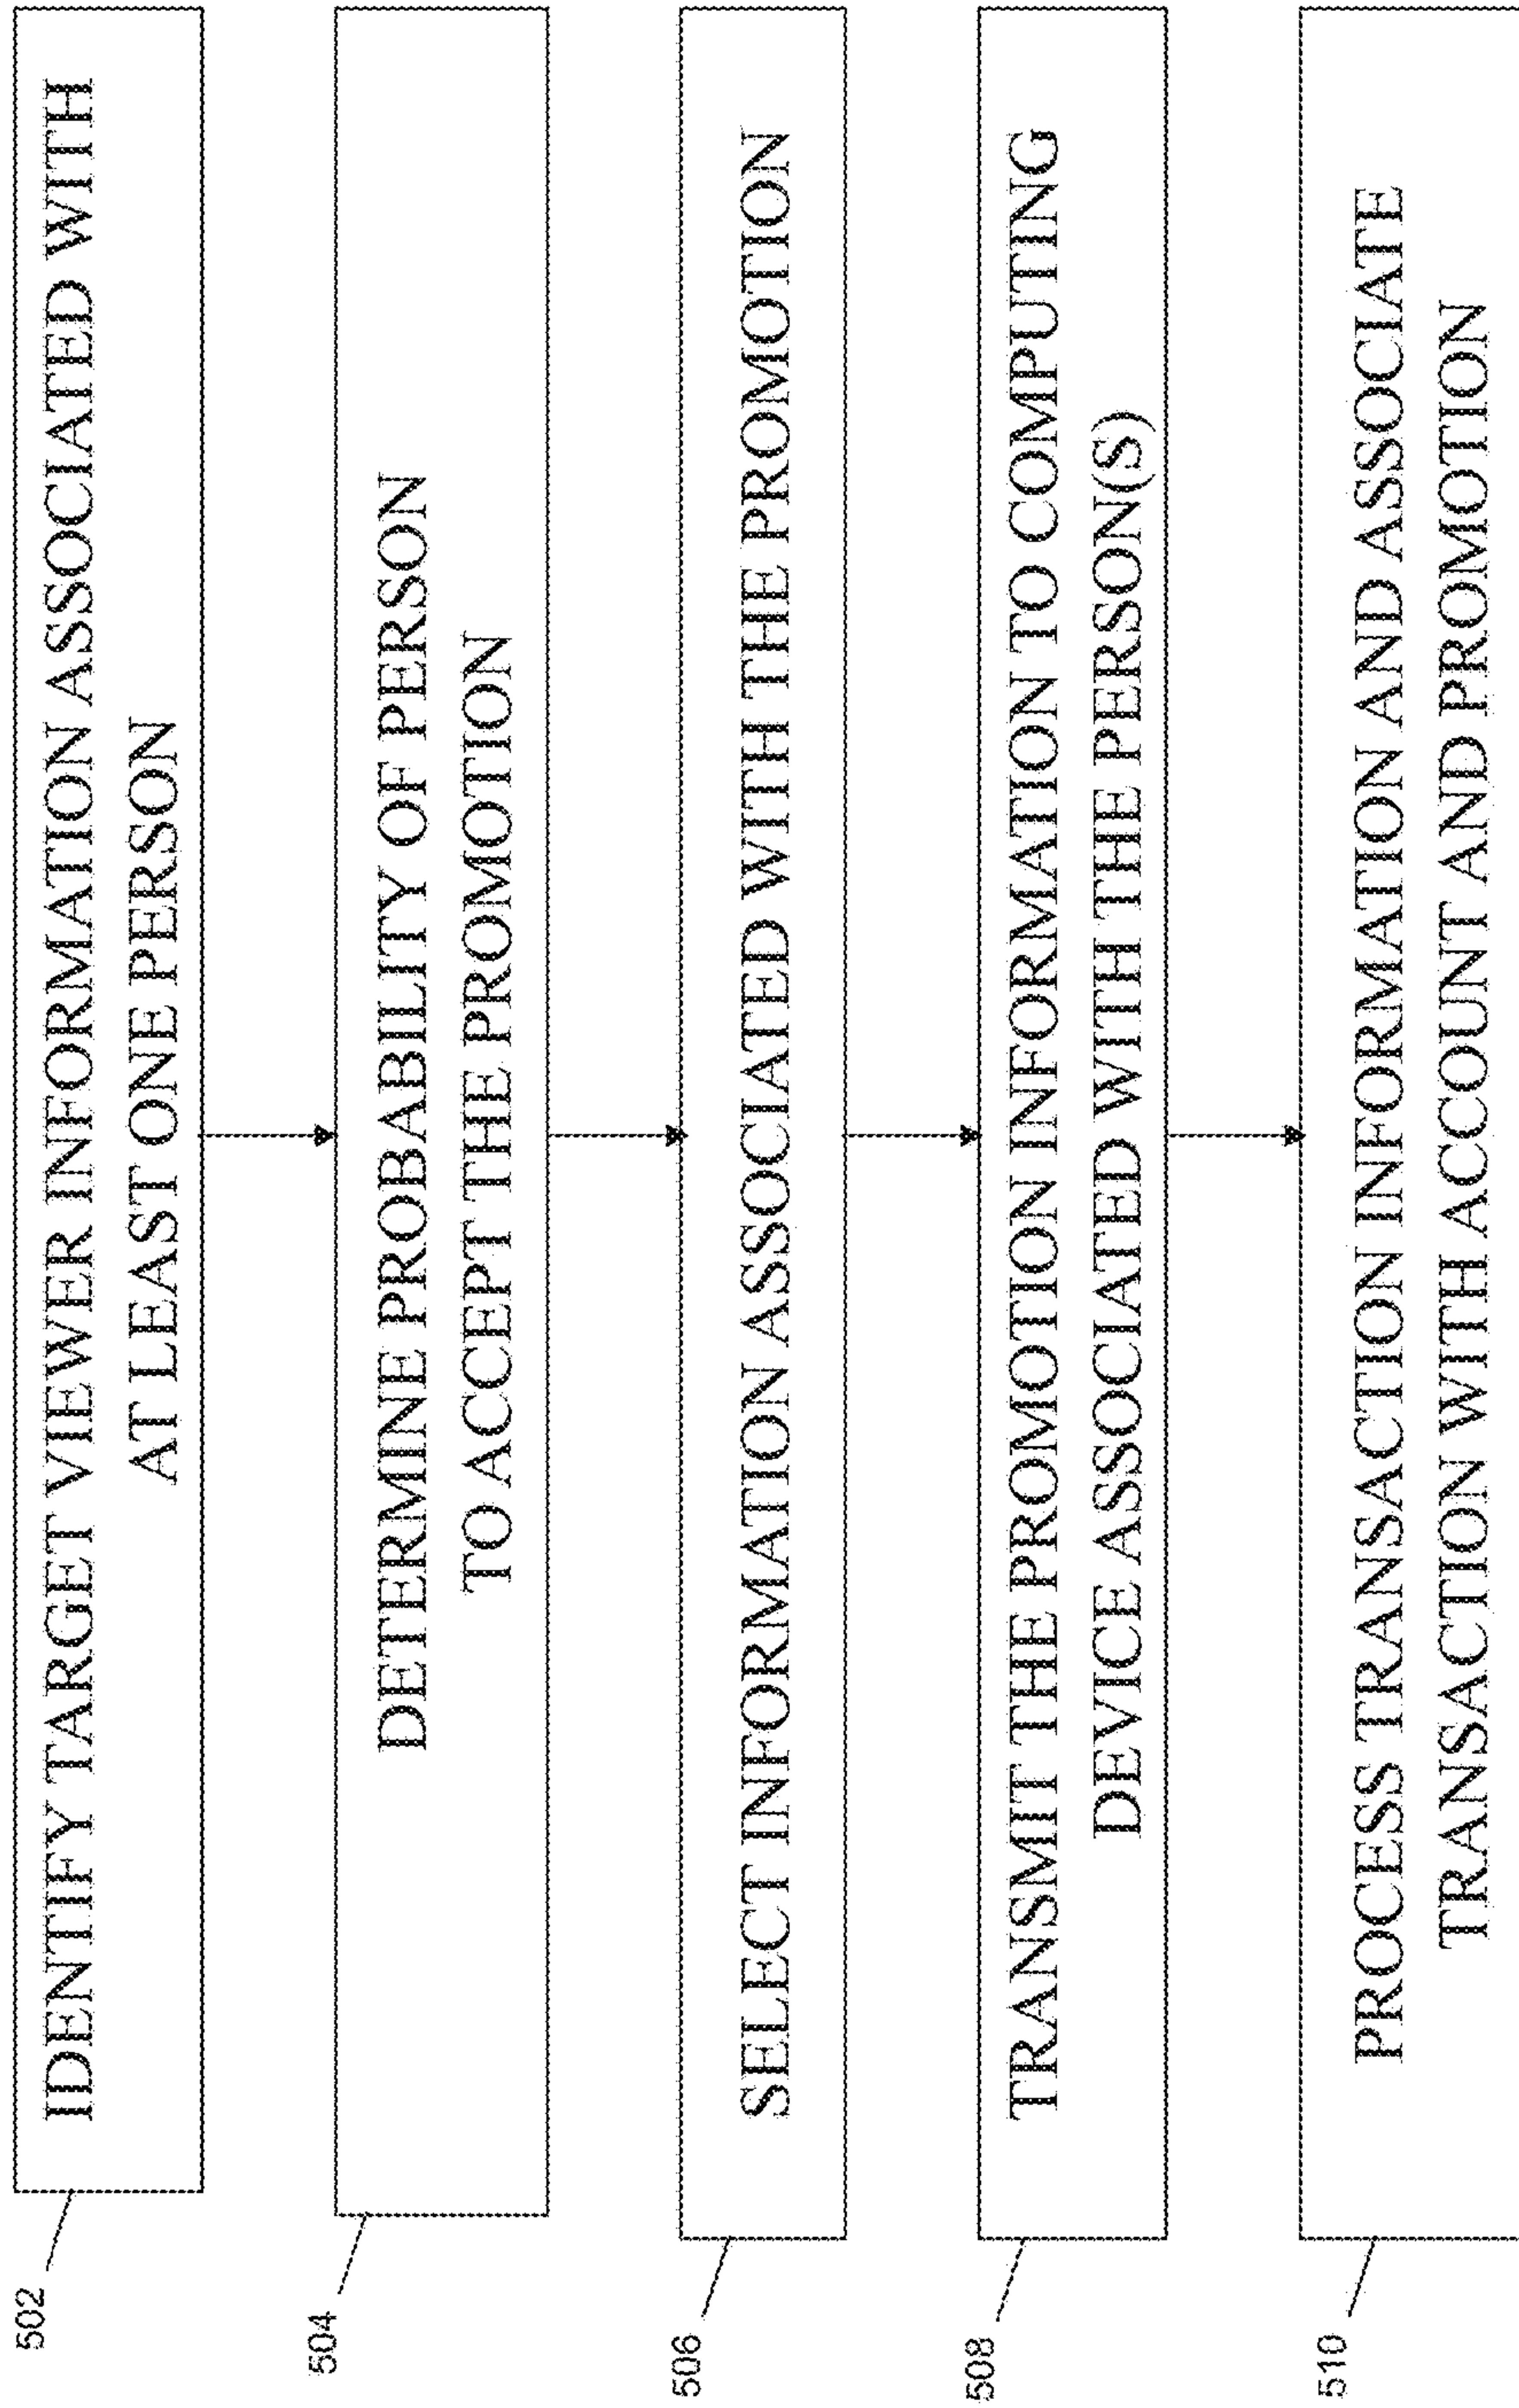 502
IDENTIFY TARGET VIEWER INFORMATION ASSOCIATED WITH
AT LEAST ONE PERSON
504
DETERMINE PROBABILITY OF PERSON
TO ACCEPT THE PROMOTION
506
SELECT INFORMATION ASSOCIATED WITH THE PROMOTION
508
TRANSMIT THE PROMOTION INFORMATION TO COMPUTING
DEVICE ASSOCIATED WITH THE PERSON(S)
510
PROCESS TRANSACTION INFORMATION AND ASSOCIATE
TRANSACTION WITH ACCOUNT AND PROMOTION